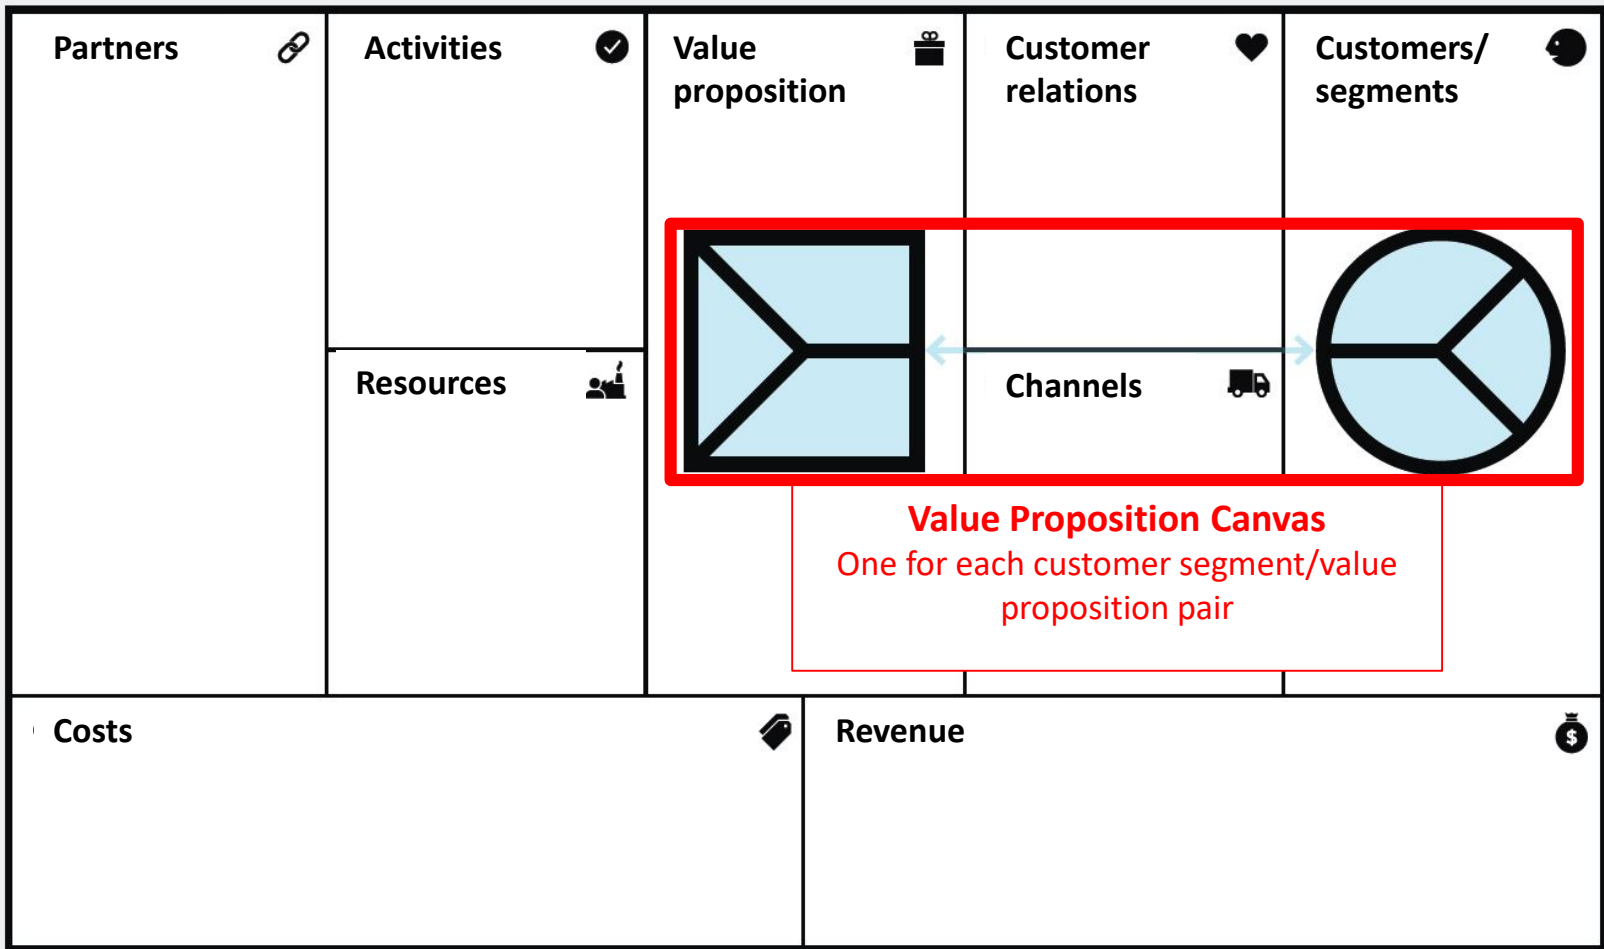 Partners
Activities
Value
proposition
Customer
relations
Customers/
segments
Resources
Channels
Value Proposition Canvas
One for each customer segment/value
proposition pair
Costs
Revenue
$